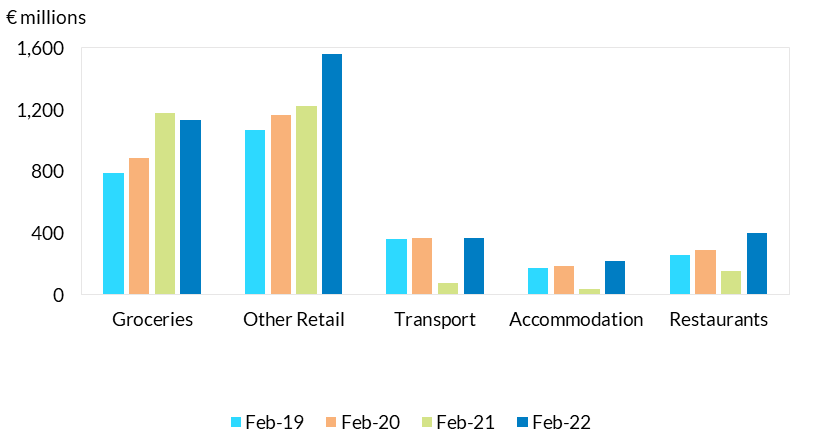 € millions
1,600
1,200
800
400
0
Groceries Other Retail Transport Accommodation Restaurants
Feb-19 Feb-20 Feb-21 Feb-22